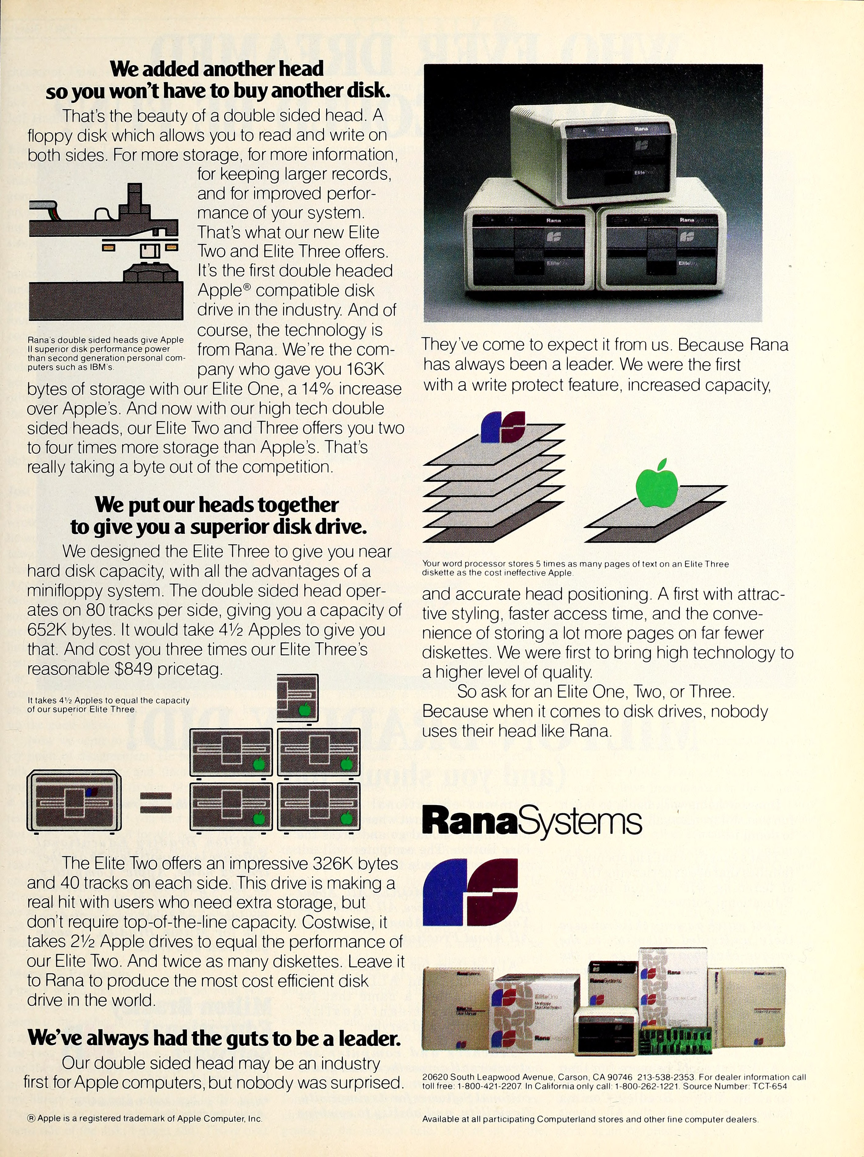 We added another head
so you won't have to buy another disk.
That's the beauty of a double sided head. A
floppy disk which allows you to read and write on
both sides. For more storage, for more information,
for keeping larger records,
and for improved perfor-
mance of your system.
That's what our new Elite
Two and Elite Three offers.
It's the first double headed
Apple® compatible disk
drive in the industry. And of
course, the technology is
from Rana. We're the com-
pany who gave you 163K
Rana's double sided heads give Apple
II superior disk performance power
than second generation personal com-
puters such as IBM's.
bytes of storage with our Elite One, a 14% increase
over Apple's. And now with our high tech double
sided heads, our Elite Two and Three offers you two
to four times more storage than Apple's. That's
really taking a byte out of the competition.
We put our heads together
to give you a superior disk drive.
We designed the Elite Three to give you near
hard disk capacity, with all the advantages of a
minifloppy system. The double sided head oper-
ates on 80 tracks per side, giving you a capacity of
652K bytes. It would take 4½ Apples to give you
that. And cost you three times our Elite Three's
reasonable $849 pricetag.
It takes 4½ Apples to equal the capacity
of our superior Elite Three.
The Elite Two offers an impressive 326K bytes
and 40 tracks on each side. This drive is making a
real hit with users who need extra storage, but
don't require top-of-the-line capacity. Costwise, it
takes 2½ Apple drives to equal the performance of
our Elite Two. And twice as many diskettes. Leave it
to Rana to produce the most cost efficient disk
drive in the world.
We've always had the guts to be a leader.
Our double sided head may be an industry
first for Apple computers, but nobody was surprised.
® Apple is a registered trademark of Apple Computer, Inc.
Rana
Elite
Rana
Elite
Rana
Elite
They've come to expect it from us. Because Rana
has always been a leader. We were the first
with a write protect feature, increased capacity,
Your word processor stores 5 times as many pages of text on an Elite Three
diskette as the cost ineffective Apple.
and accurate head positioning. A first with attrac-
tive styling, faster access time, and the conve-
nience of storing a lot more pages on far fewer
diskettes. We were first to bring high technology to
a higher level of quality.
So ask for an Elite One, Two, or Three.
Because when it comes to disk drives, nobody
uses their head like Rana.
RanaSystems
RanaSystems
EliteOne
Rana
RanaSystems
RanaSystems
20620 South Leapwood Avenue, Carson, CA 90746 213-538-2353. For dealer information call
toll free: 1-800-421-2207. In California only call: 1-800-262-1221. Source Number: TCT-654
Available at all participating Computerland stores and other fine computer dealers.